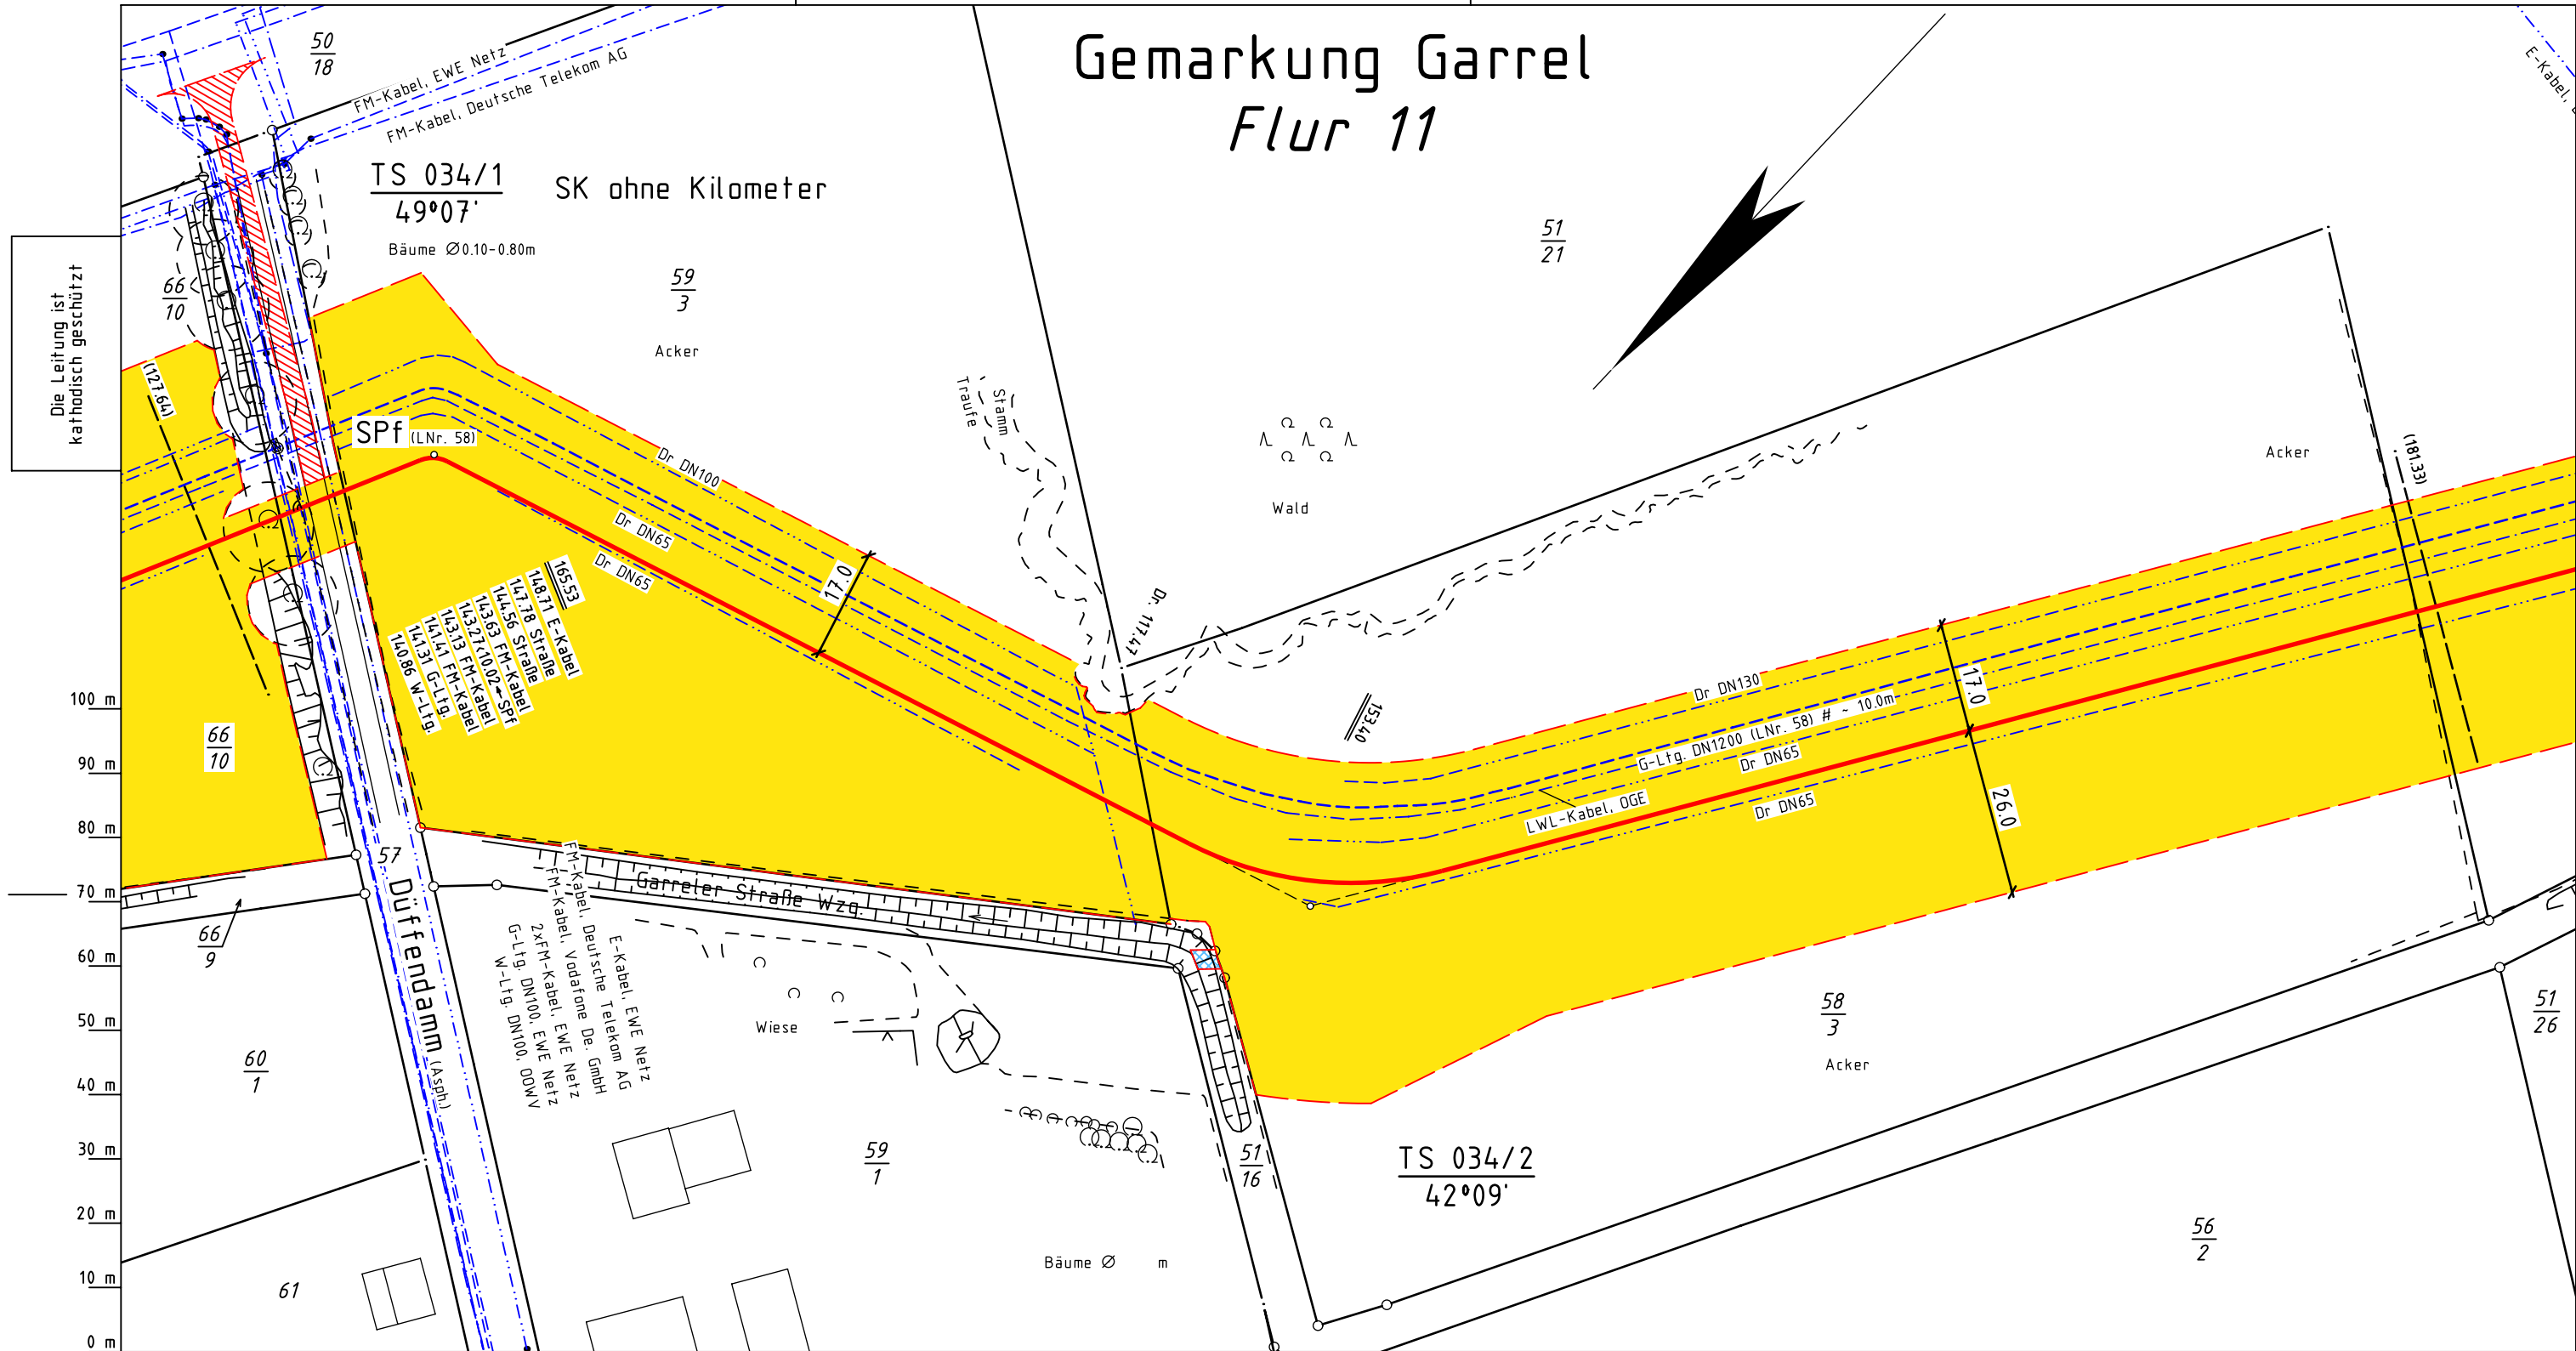 Gemarkung Garrel
Flur 11
50
18
FM-Kabel, EWE Netz
FM-Kabel, Deutsche Telekom AG
TS 034/1
49°07'
SK ohne Kilometer
Bäume Ø0.10-0.80m
51
21
59
3
Acker
66
10
Die Leitung ist
kathodisch geschützt
(127.64)
SPf (LNr. 58)
Dr DN100
Dr DN65
Dr DN65
17.0
Traufe
Stamm
Wald
Acker
(181.33)
165.53
148.71 E-Kabel
147.78 Straße
144.56 Straße
143.63 FM-Kabel
143.27<10.02 SPf
143.13 FM-Kabel
141.41 FM-Kabel
141.31 G-Ltg.
140.86 W-Ltg.
Dr. 117.47
153.40
Dr DN130
G-Ltg. DN1200 (LNr. 58) # ~ 10.0m
Dr DN65
LWL-Kabel, OGE
Dr DN65
17.0
26.0
100 m
90 m
80 m
70 m
60 m
50 m
40 m
30 m
20 m
10 m
0 m
66
10
57
Düffendamm (Asph.)
Garreler Straße Wzg.
66
9
E-Kabel, EWE Netz
FM-Kabel, Deutsche Telekom AG
FM-Kabel, Vodafone De. GmbH
2xFM-Kabel, EWE Netz
G-Ltg. DN100, EWE Netz
W-Ltg. DN100, OOWV
Wiese
60
1
61
59
1
51
16
58
3
Acker
51
26
TS 034/2
42°09'
56
2
Bäume Ø m